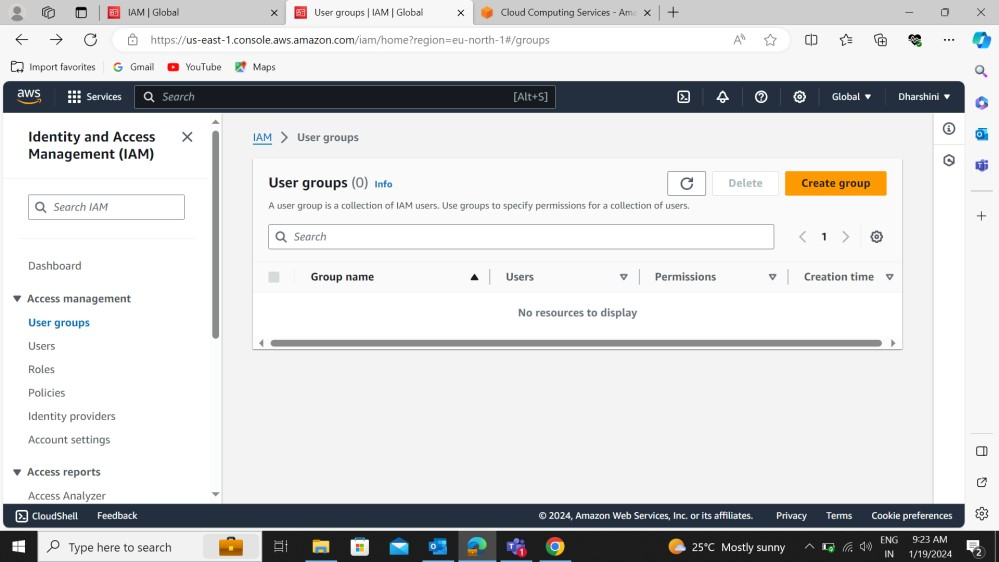 IAM | Global
User groups | IAM | Global
Cloud Computing Services - Ama
https://us-east-1.console.aws.amazon.com/iam/home?region=eu-north-1#/groups
Import favorites
Gmail
YouTube
Maps
aws
Services
Search
[Alt+S]
Global
Dharshini
Identity and Access
Management (IAM)
Search IAM
Dashboard
Access management
User groups
Users
Roles
Policies
Identity providers
Account settings
Access reports
Access Analyzer
IAM
User groups
User groups (0) Info
Delete
Create group
A user group is a collection of IAM users. Use groups to specify permissions for a collection of users.
Search
1
Group name
Users
Permissions
Creation time
No resources to display
CloudShell
Feedback
© 2024, Amazon Web Services, Inc. or its affiliates.
Privacy
Terms
Cookie preferences
Type here to search
25°C Mostly sunny
ENG
IN
9:23 AM
1/19/2024
2